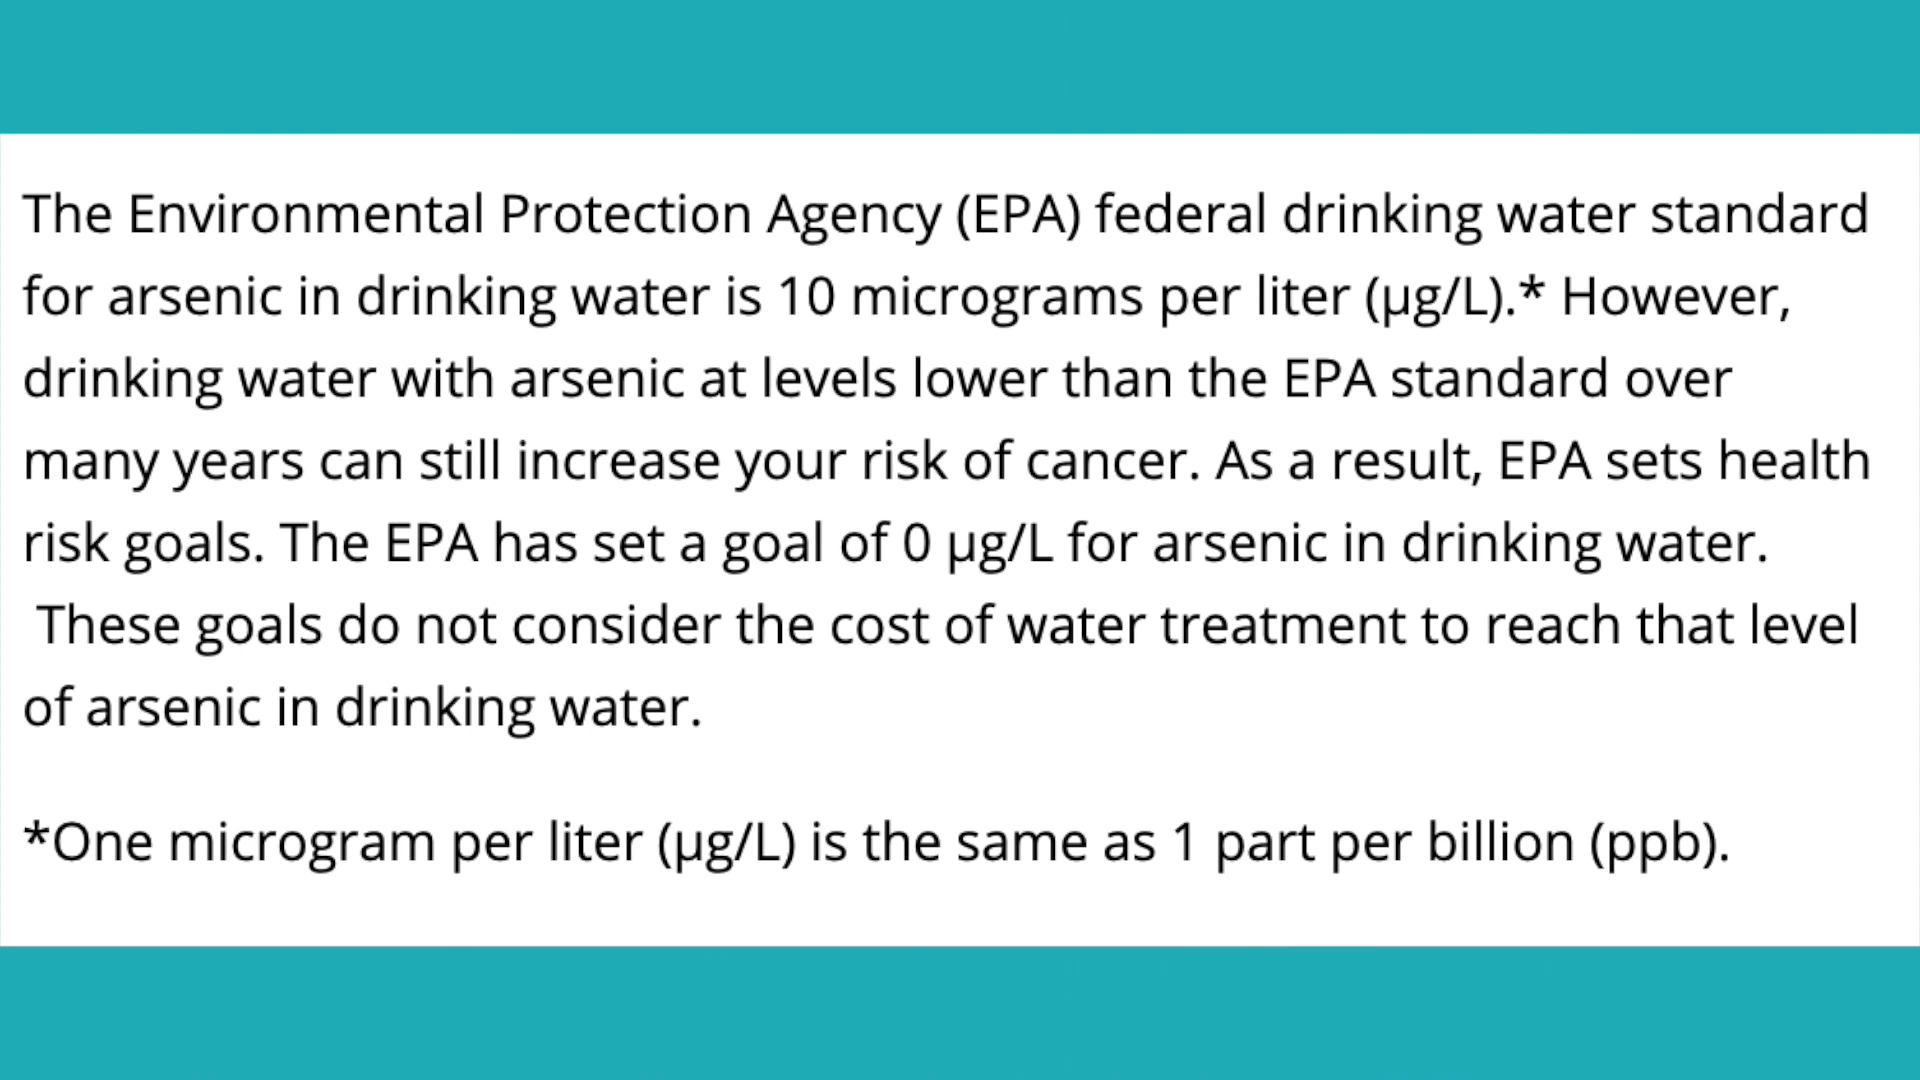 The Environmental Protection Agency (EPA) federal drinking water standard
for arsenic in drinking water is 10 micrograms per liter (µg/L).* However,
drinking water with arsenic at levels lower than the EPA standard over
many years can still increase your risk of cancer. As a result, EPA sets health
risk goals. The EPA has set a goal of 0 µg/L for arsenic in drinking water.
These goals do not consider the cost of water treatment to reach that level
of arsenic in drinking water.
*One microgram per liter (µg/L) is the same as 1 part per billion (ppb).